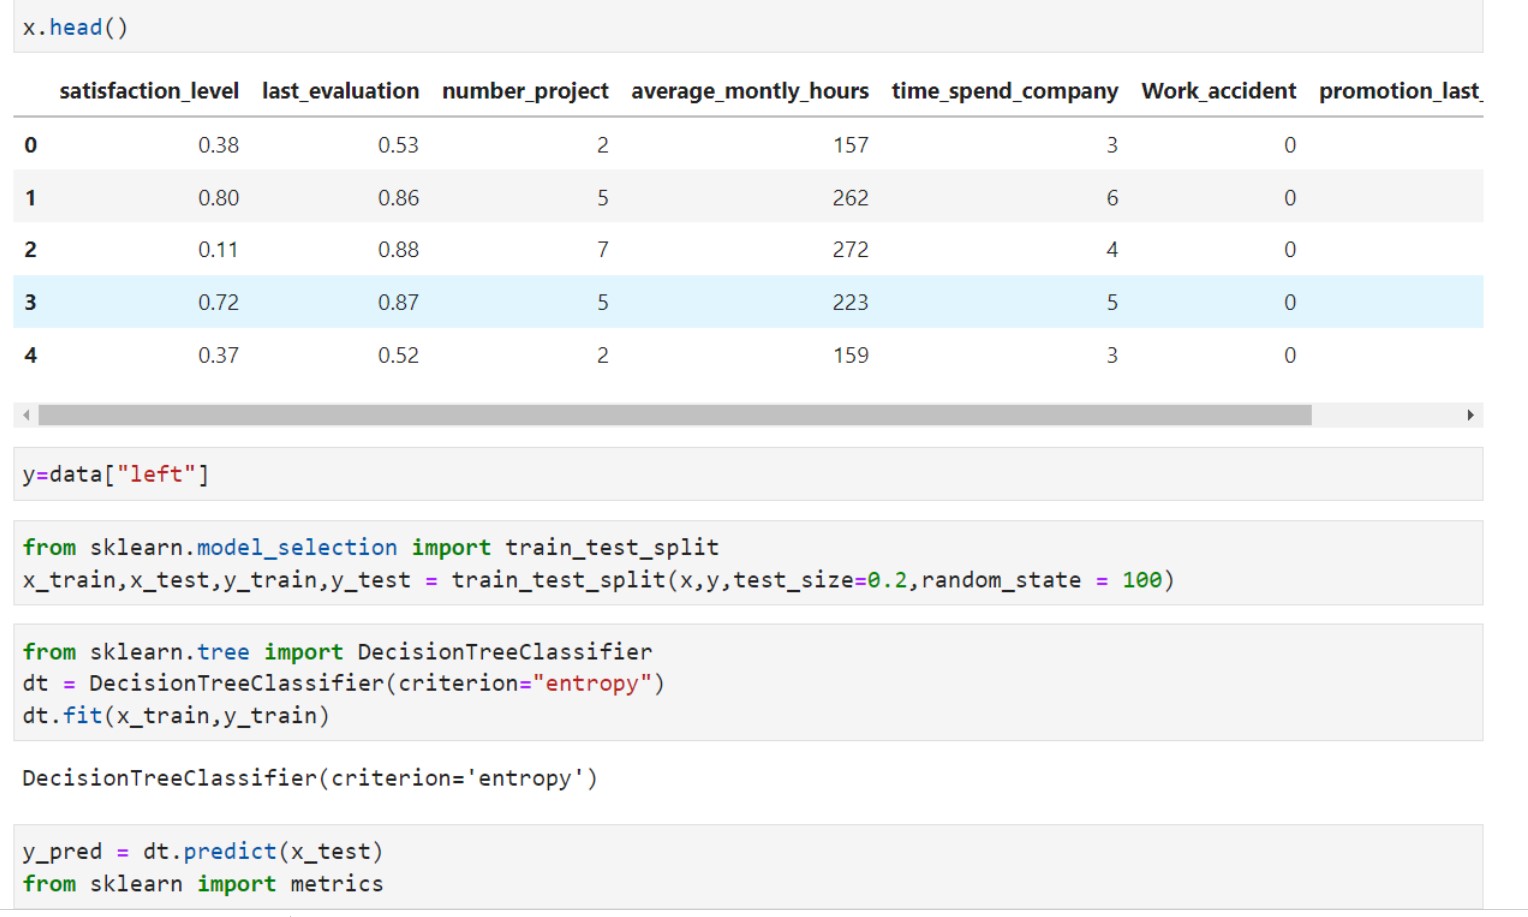 x.head()
satisfaction_level last_evaluation number_project average_montly_hours time_spend_company Work_accident promotion_last_
0 0.38 0.53 2 157 3 0
1 0.80 0.86 5 262 6 0
2 0.11 0.88 7 272 4 0
3 0.72 0.87 5 223 5 0
4 0.37 0.52 2 159 3 0
y=data["left"]
from sklearn.model_selection import train_test_split
x_train,x_test,y_train,y_test = train_test_split(x,y,test_size=0.2,random_state = 100)
from sklearn.tree import DecisionTreeClassifier
dt = DecisionTreeClassifier(criterion="entropy")
dt.fit(x_train,y_train)
DecisionTreeClassifier(criterion='entropy')
y_pred = dt.predict(x_test)
from sklearn import metrics